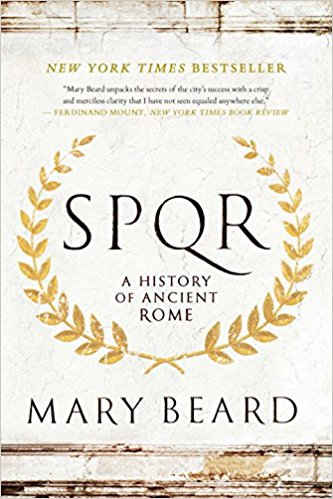 NEW YORK TIMES BESTSELLER
"Mary Beard unpacks the secrets of the city's success with a crisp
and merciless clarity that I have not seen equaled anywhere else."
— FERDINAND MOUNT, NEW YORK TIMES BOOK REVIEW
SPQR
A HISTORY
OF ANCIENT
ROME
MARY BEARD